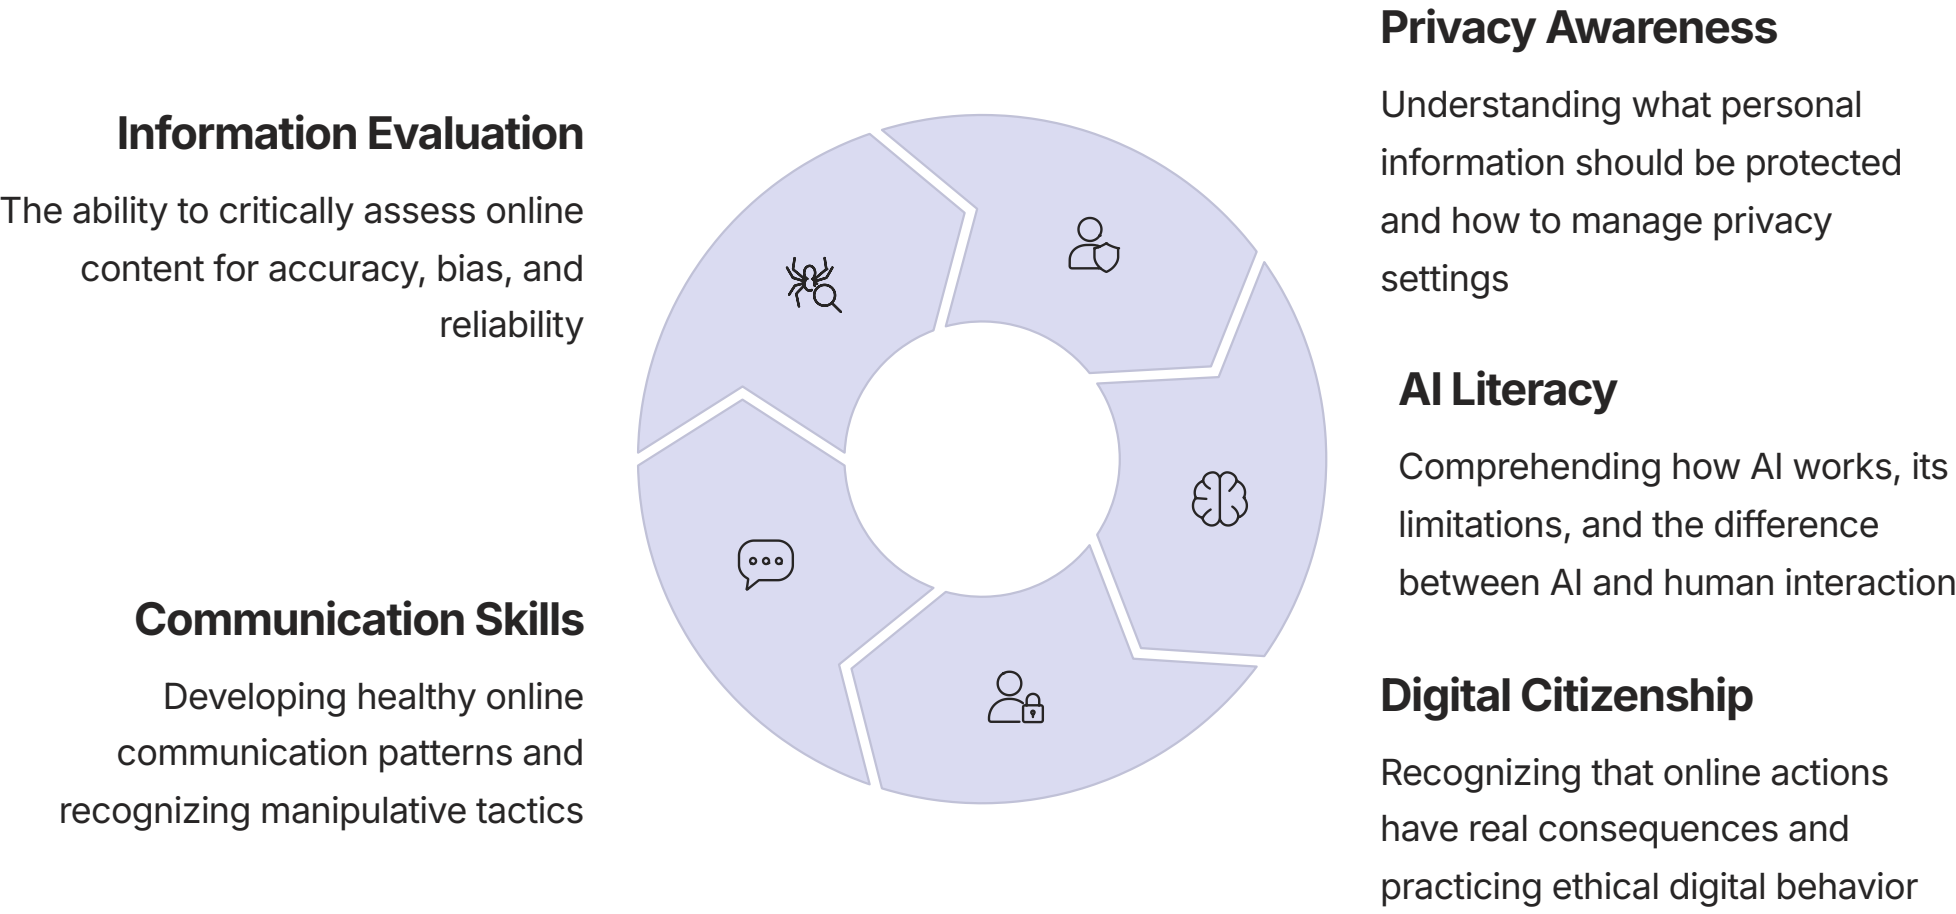 Privacy Awareness
Understanding what personal
information should be protected
and how to manage privacy
settings
Information Evaluation
The ability to critically assess online
content for accuracy, bias, and
reliability
AI Literacy
Comprehending how AI works, its
limitations, and the difference
between AI and human interaction
Communication Skills
Developing healthy online
communication patterns and
recognizing manipulative tactics
Digital Citizenship
Recognizing that online actions
have real consequences and
practicing ethical digital behavior